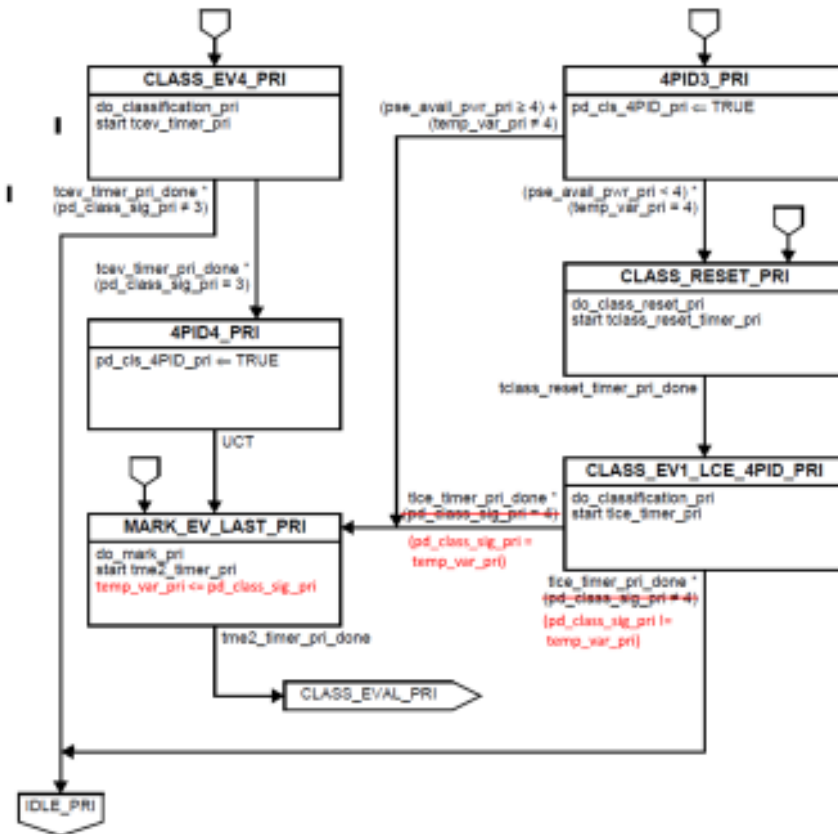 CLASS_EV4_PRI
do_classification_pri
start tcev_timer_pri
tcev_timer_pri_done *
(pd_class_sig_pri ≠ 3)
tcev_timer_pri_done *
(pd_class_sig_pri = 3)
4PID4_PRI
pd_cls_4PID_pri ⇐ TRUE
UCT
MARK_EV_LAST_PRI
do_mark_pri
start tme2_timer_pri
temp_var_pri <= pd_class_sig_pri
tme2_timer_pri_done
CLASS_EVAL_PRI
IDLE_PRI
4PID3_PRI
pd_cls_4PID_pri ⇐ TRUE
(pse_avail_pwr_pri ≥ 4) +
(temp_var_pri ≠ 4)
(pse_avail_pwr_pri < 4) *
(temp_var_pri = 4)
CLASS_RESET_PRI
do_class_reset_pri
start tclass_reset_timer_pri
tclass_reset_timer_pri_done
CLASS_EV1_LCE_4PID_PRI
do_classification_pri
start tlce_timer_pri
tlce_timer_pri_done *
(pd_class_sig_pri = 4)
(pd_class_sig_pri =
temp_var_pri)
tlce_timer_pri_done *
(pd_class_sig_pri ≠ 4)
(pd_class_sig_pri !=
temp_var_pri)